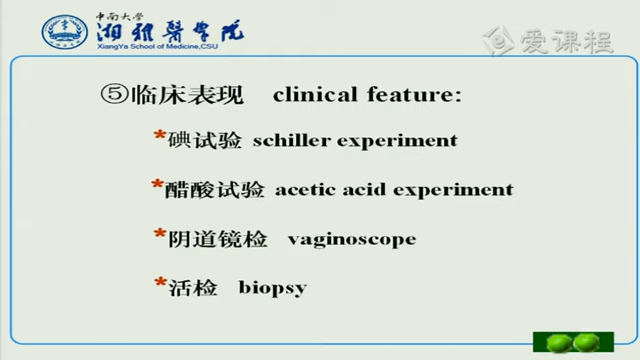 中南大学
湘雅醫学院
XiangYa School of Medicine,CSU
爱课程
⑤临床表现 clinical feature:
*碘试验 schiller experiment
*醋酸试验 acetic acid experiment
*阴道镜检 vaginoscope
*活检 biopsy